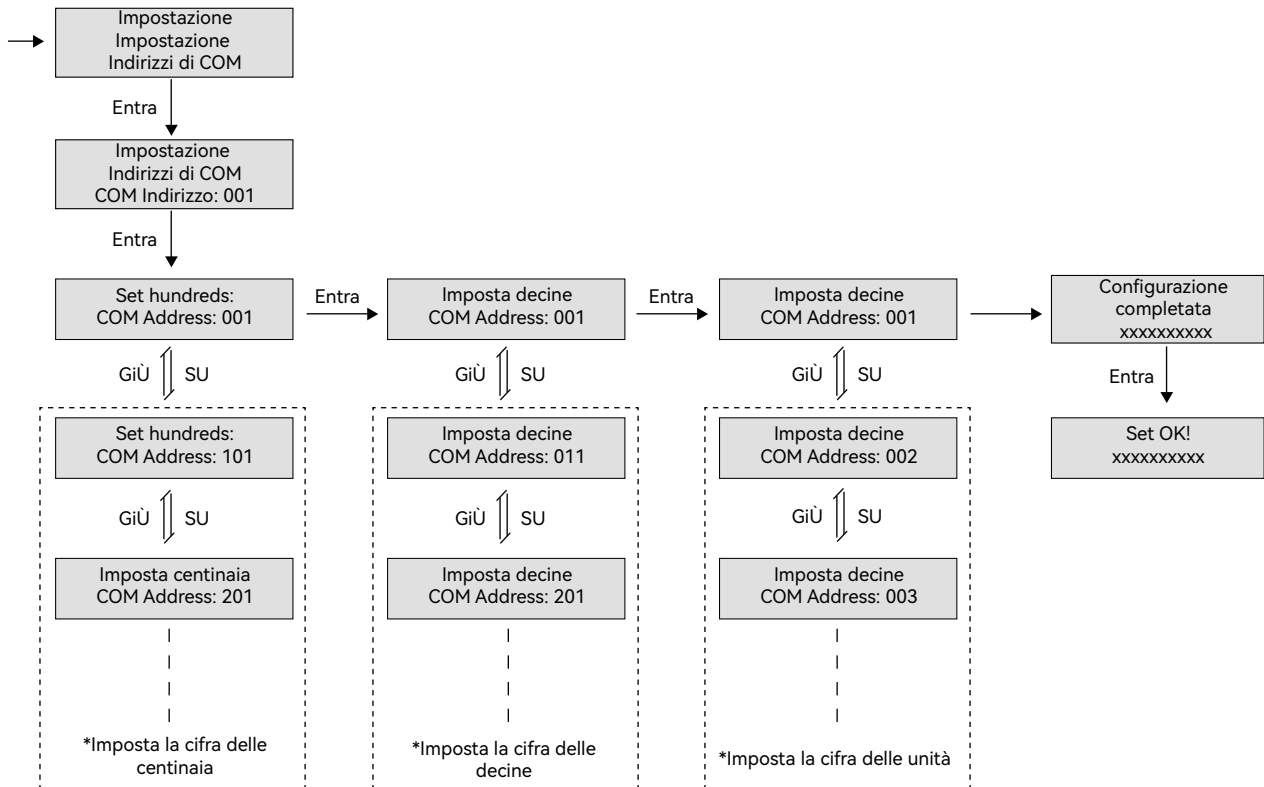 Impostazione
Impostazione
Indirizzi di COM
Entra
Impostazione
Indirizzi di COM
COM Indirizzo: 001
Entra
Set hundreds:
COM Address: 001
Entra
Imposta decine
COM Address: 001
Entra
Imposta decine
COM Address: 001
Configurazione
completata
xxxxxxxxxx
GiÙ SU
GiÙ SU
GiÙ SU
Entra
Set hundreds:
COM Address: 101
Imposta decine
COM Address: 011
Imposta decine
COM Address: 002
Set OK!
xxxxxxxxxx
GiÙ SU
GiÙ SU
GiÙ SU
Imposta centinaia
COM Address: 201
Imposta decine
COM Address: 201
Imposta decine
COM Address: 003
*Imposta la cifra delle
centinaia
*Imposta la cifra delle
decine
*Imposta la cifra delle unità